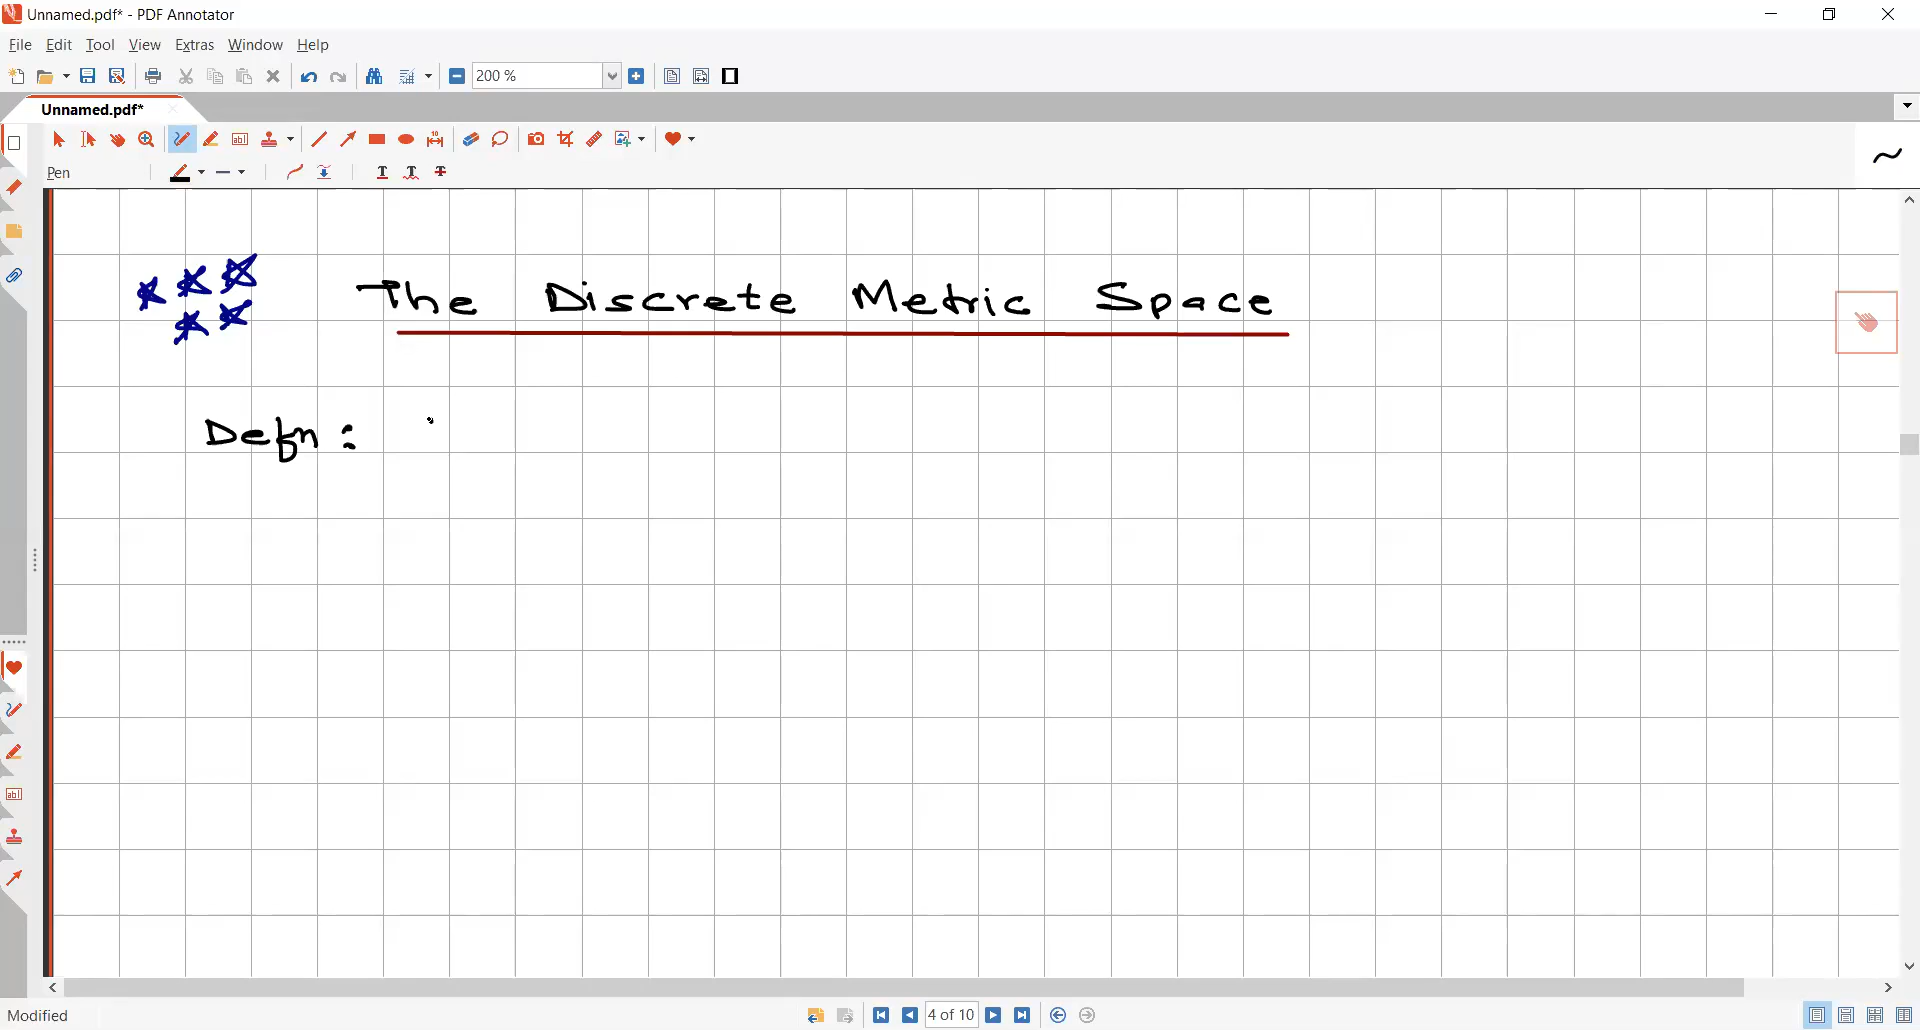 Unnamed.pdf* - PDF Annotator
File Edit Tool View Extras Window Help
200 %
Unnamed.pdf*
Pen
The Discrete Metric Space
Defn :
Modified
4 of 10